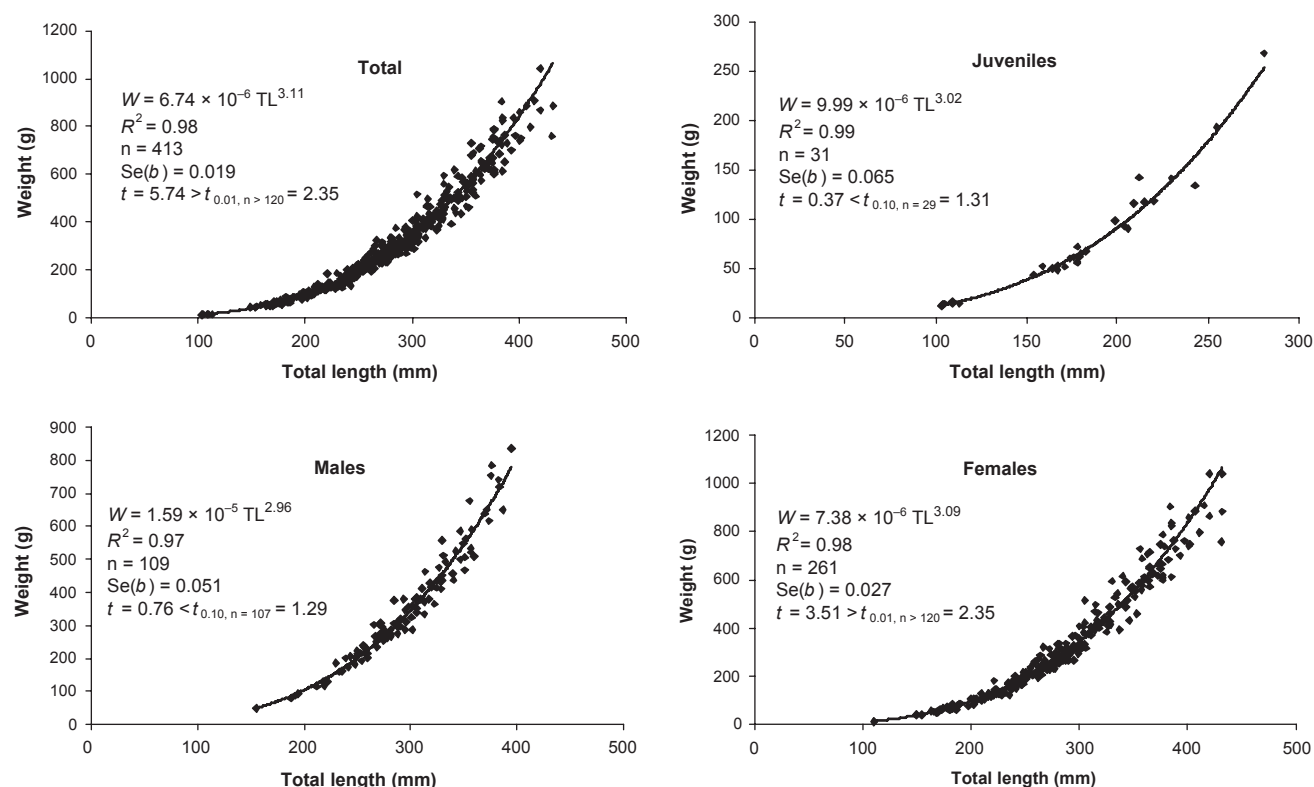 Total
W = 6.74 × 10⁻⁶ TL³·¹¹
R² = 0.98
n = 413
Se(b) = 0.019
t = 5.74 > t 0.01, n > 120 = 2.35
Weight (g)
1200
1000
800
600
400
200
0
0 100 200 300 400 500
Total length (mm)
Juveniles
W = 9.99 × 10⁻⁶ TL³·⁰²
R² = 0.99
n = 31
Se(b) = 0.065
t = 0.37 < t 0.10, n = 29 = 1.31
Weight (g)
300
250
200
150
100
50
0
0 50 100 150 200 250 300
Total length (mm)
Males
W = 1.59 × 10⁻⁵ TL²·⁹⁶
R² = 0.97
n = 109
Se(b) = 0.051
t = 0.76 < t 0.10, n = 107 = 1.29
Weight (g)
900
800
700
600
500
400
300
200
100
0
0 100 200 300 400 500
Total length (mm)
Females
W = 7.38 × 10⁻⁶ TL³·⁰⁹
R² = 0.98
n = 261
Se(b) = 0.027
t = 3.51 > t 0.01, n > 120 = 2.35
Weight (g)
1200
1000
800
600
400
200
0
0 100 200 300 400 500
Total length (mm)